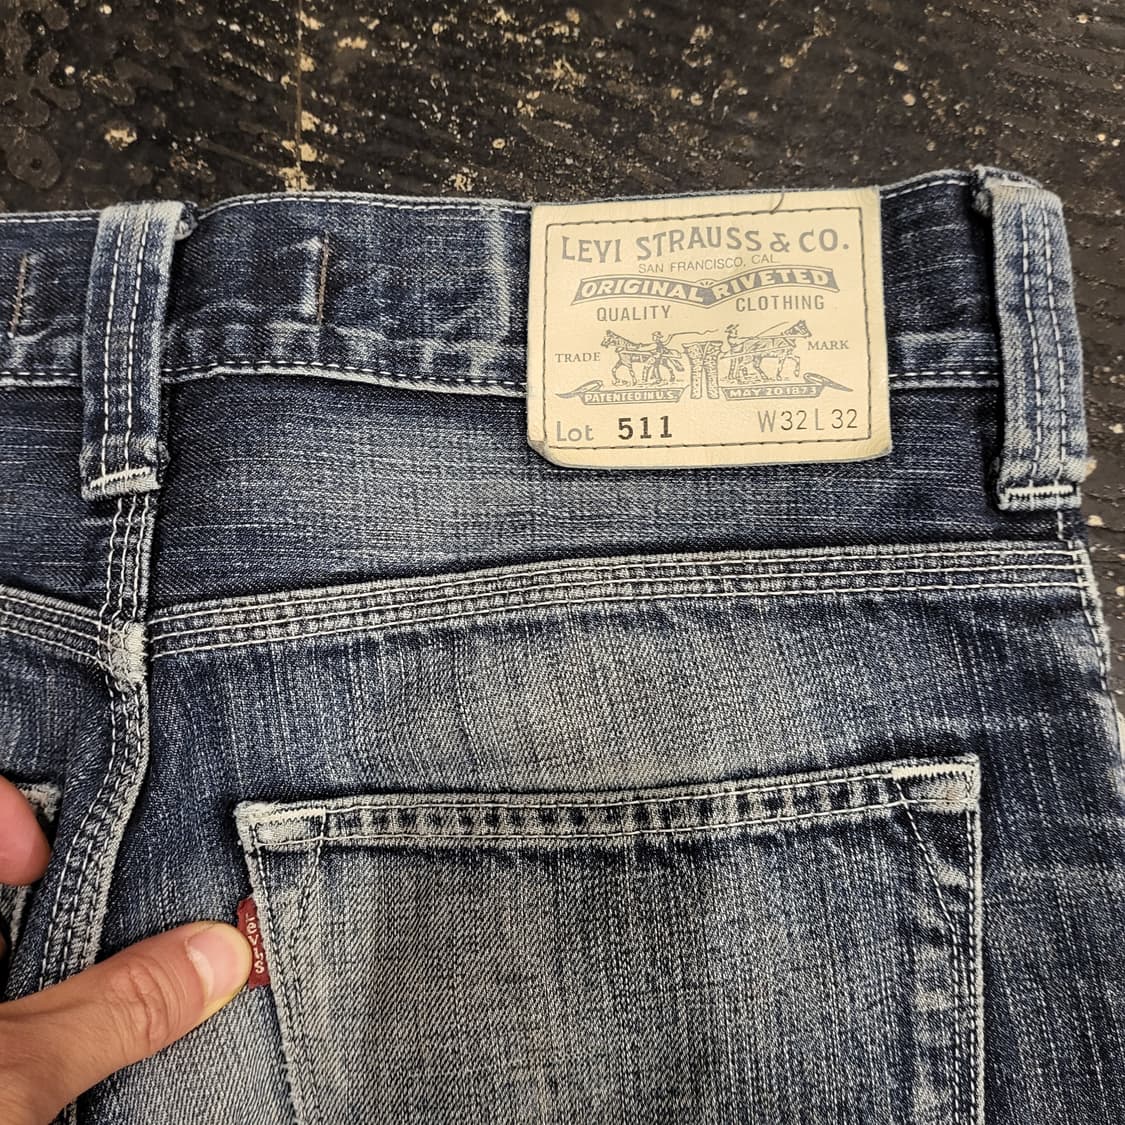 LEVI STRAUSS & CO.
SAN FRANCISCO, CAL.
ORIGINAL RIVETED
QUALITY CLOTHING
TRADE MARK
PATENTED IN U.S. MAY 20 1873
Lot 511 W32 L32
LEVI'S